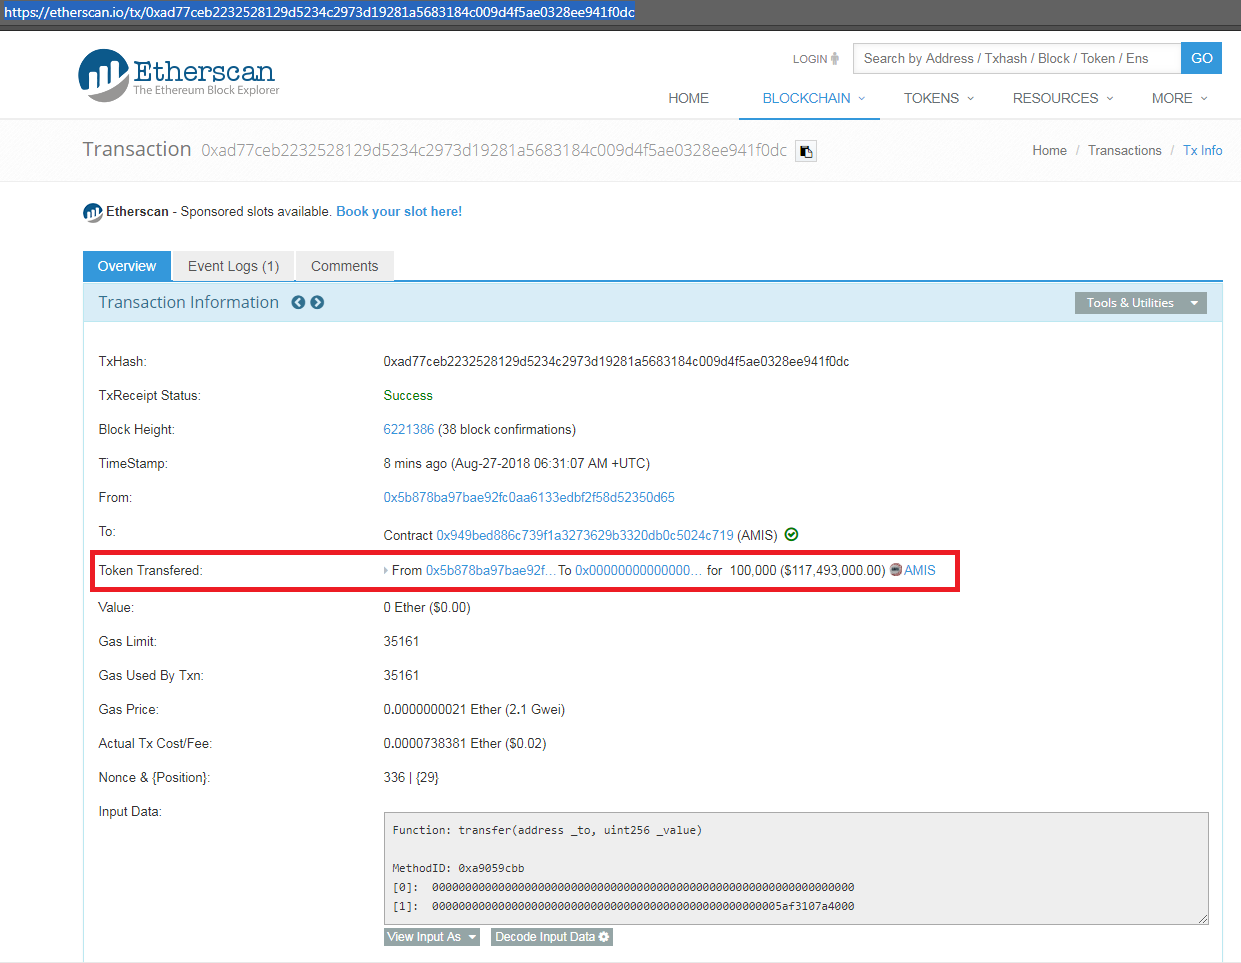 https://etherscan.io/tx/0xad77ceb2232528129d5234c2973d19281a5683184c009d4f5ae0328ee941f0dc
LOGIN
Search by Address / Txhash / Block / Token / Ens
GO
Etherscan
The Ethereum Block Explorer
HOME BLOCKCHAIN TOKENS RESOURCES MORE
Transaction 0xad77ceb2232528129d5234c2973d19281a5683184c009d4f5ae0328ee941f0dc
Home / Transactions / Tx Info
Etherscan - Sponsored slots available. Book your slot here!
Overview Event Logs (1) Comments
Transaction Information
Tools & Utilities
TxHash: 0xad77ceb2232528129d5234c2973d19281a5683184c009d4f5ae0328ee941f0dc
TxReceipt Status: Success
Block Height: 6221386 (38 block confirmations)
TimeStamp: 8 mins ago (Aug-27-2018 06:31:07 AM +UTC)
From: 0x5b878ba97bae92fc0aa6133edbf2f58d52350d65
To: Contract 0x949bed886c739f1a3273629b3320db0c5024c719 (AMIS)
Token Transfered: From 0x5b878ba97bae92f... To 0x00000000000000... for 100,000 ($117,493,000.00) AMIS
Value: 0 Ether ($0.00)
Gas Limit: 35161
Gas Used By Txn: 35161
Gas Price: 0.0000000021 Ether (2.1 Gwei)
Actual Tx Cost/Fee: 0.0000738381 Ether ($0.02)
Nonce & {Position}: 336 | {29}
Input Data:
Function: transfer(address _to, uint256 _value)
MethodID: 0xa9059cbb
[0]: 0000000000000000000000000000000000000000000000000000000000000000
[1]: 00000000000000000000000000000000000000000000000000005af3107a4000
View Input As
Decode Input Data